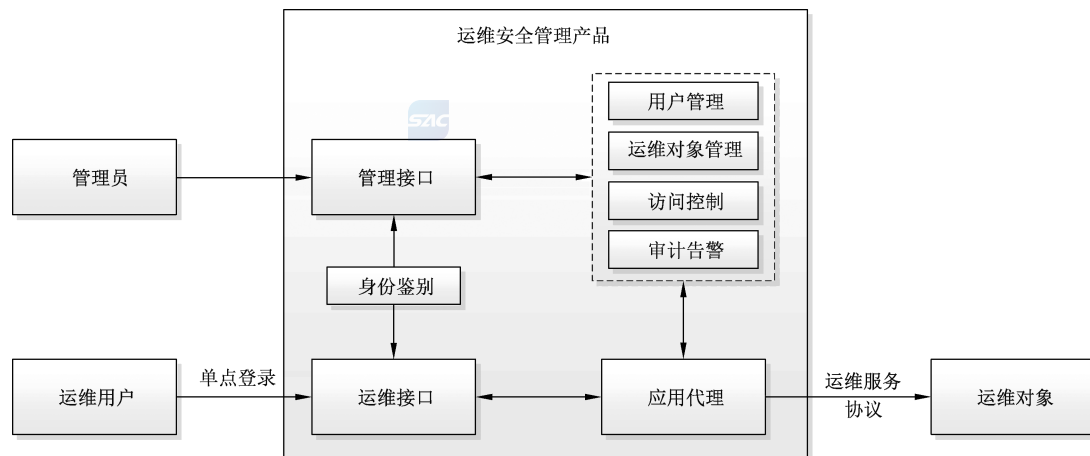 运维安全管理产品
用户管理
SAC
运维对象管理
管理员
管理接口
访问控制
审计告警
身份鉴别
运维用户
单点登录
运维接口
应用代理
运维服务
协议
运维对象